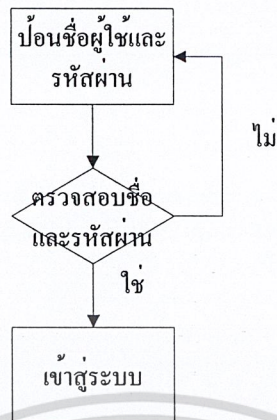 ป้อนชื่อผู้ใช้และ
รหัสผ่าน
ไม่
ตรวจสอบชื่อ
และรหัสผ่าน
ใช่
เข้าสู่ระบบ